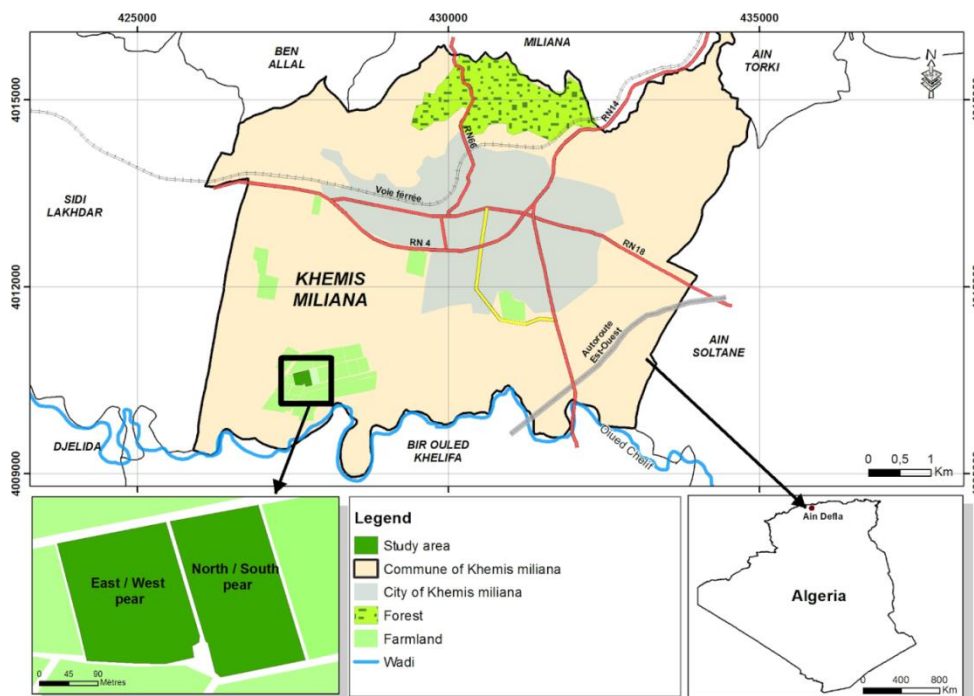 425000
430000
435000
BEN
ALLAL
MILIANA
AIN
TORKI
N
4015000
RN14
RN66
SIDI
LAKHDAR
Voie ferrée
RN 4
RN18
KHEMIS
MILIANA
4012000
Autoroute
Est-Ouest
AIN
SOLTANE
DJELIDA
BIR OULED
KHELIFA
Oiued Chelif
4009000
0 0,5 1
Km
East / West
pear
North / South
pear
0 45 90
Mètres
Legend
Study area
Commune of Khemis miliana
City of Khemis miliana
Forest
Farmland
Wadi
Ain Defla
Algeria
0 400 800
Km